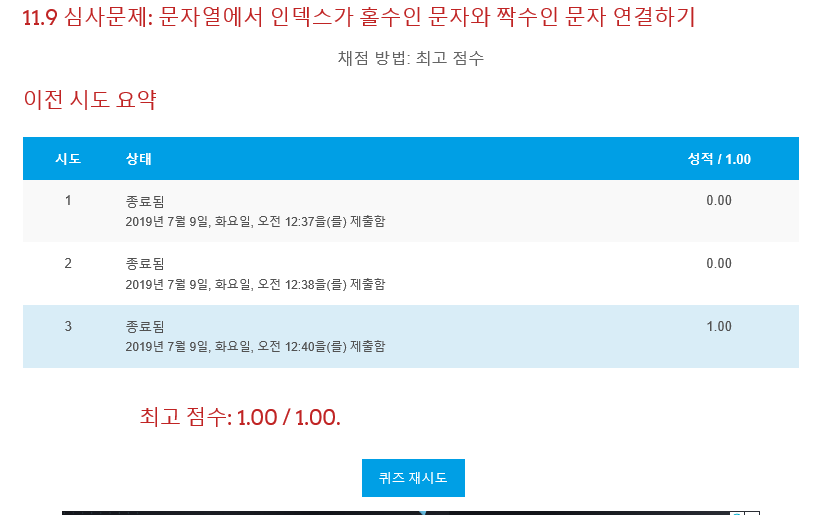 11.9 심사문제: 문자열에서 인덱스가 홀수인 문자와 짝수인 문자 연결하기
채점 방법: 최고 점수
이전 시도 요약
시도 상태 성적 / 1.00
1 종료됨 0.00
2019년 7월 9일, 화요일, 오전 12:37을(를) 제출함
2 종료됨 0.00
2019년 7월 9일, 화요일, 오전 12:38을(를) 제출함
3 종료됨 1.00
2019년 7월 9일, 화요일, 오전 12:40을(를) 제출함
최고 점수: 1.00 / 1.00.
퀴즈 재시도